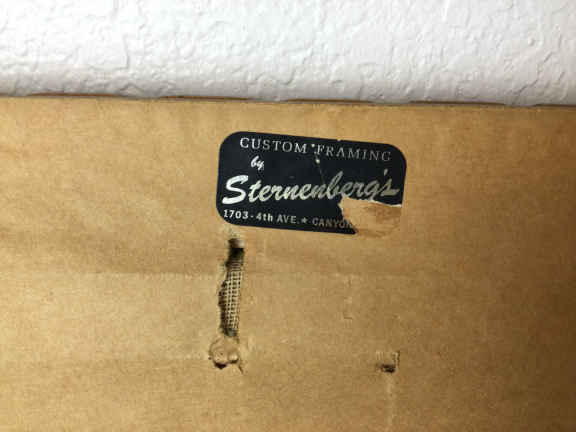 CUSTOM FRAMING
by
Sternenberg's
1703 - 4th AVE. ★ CANYON